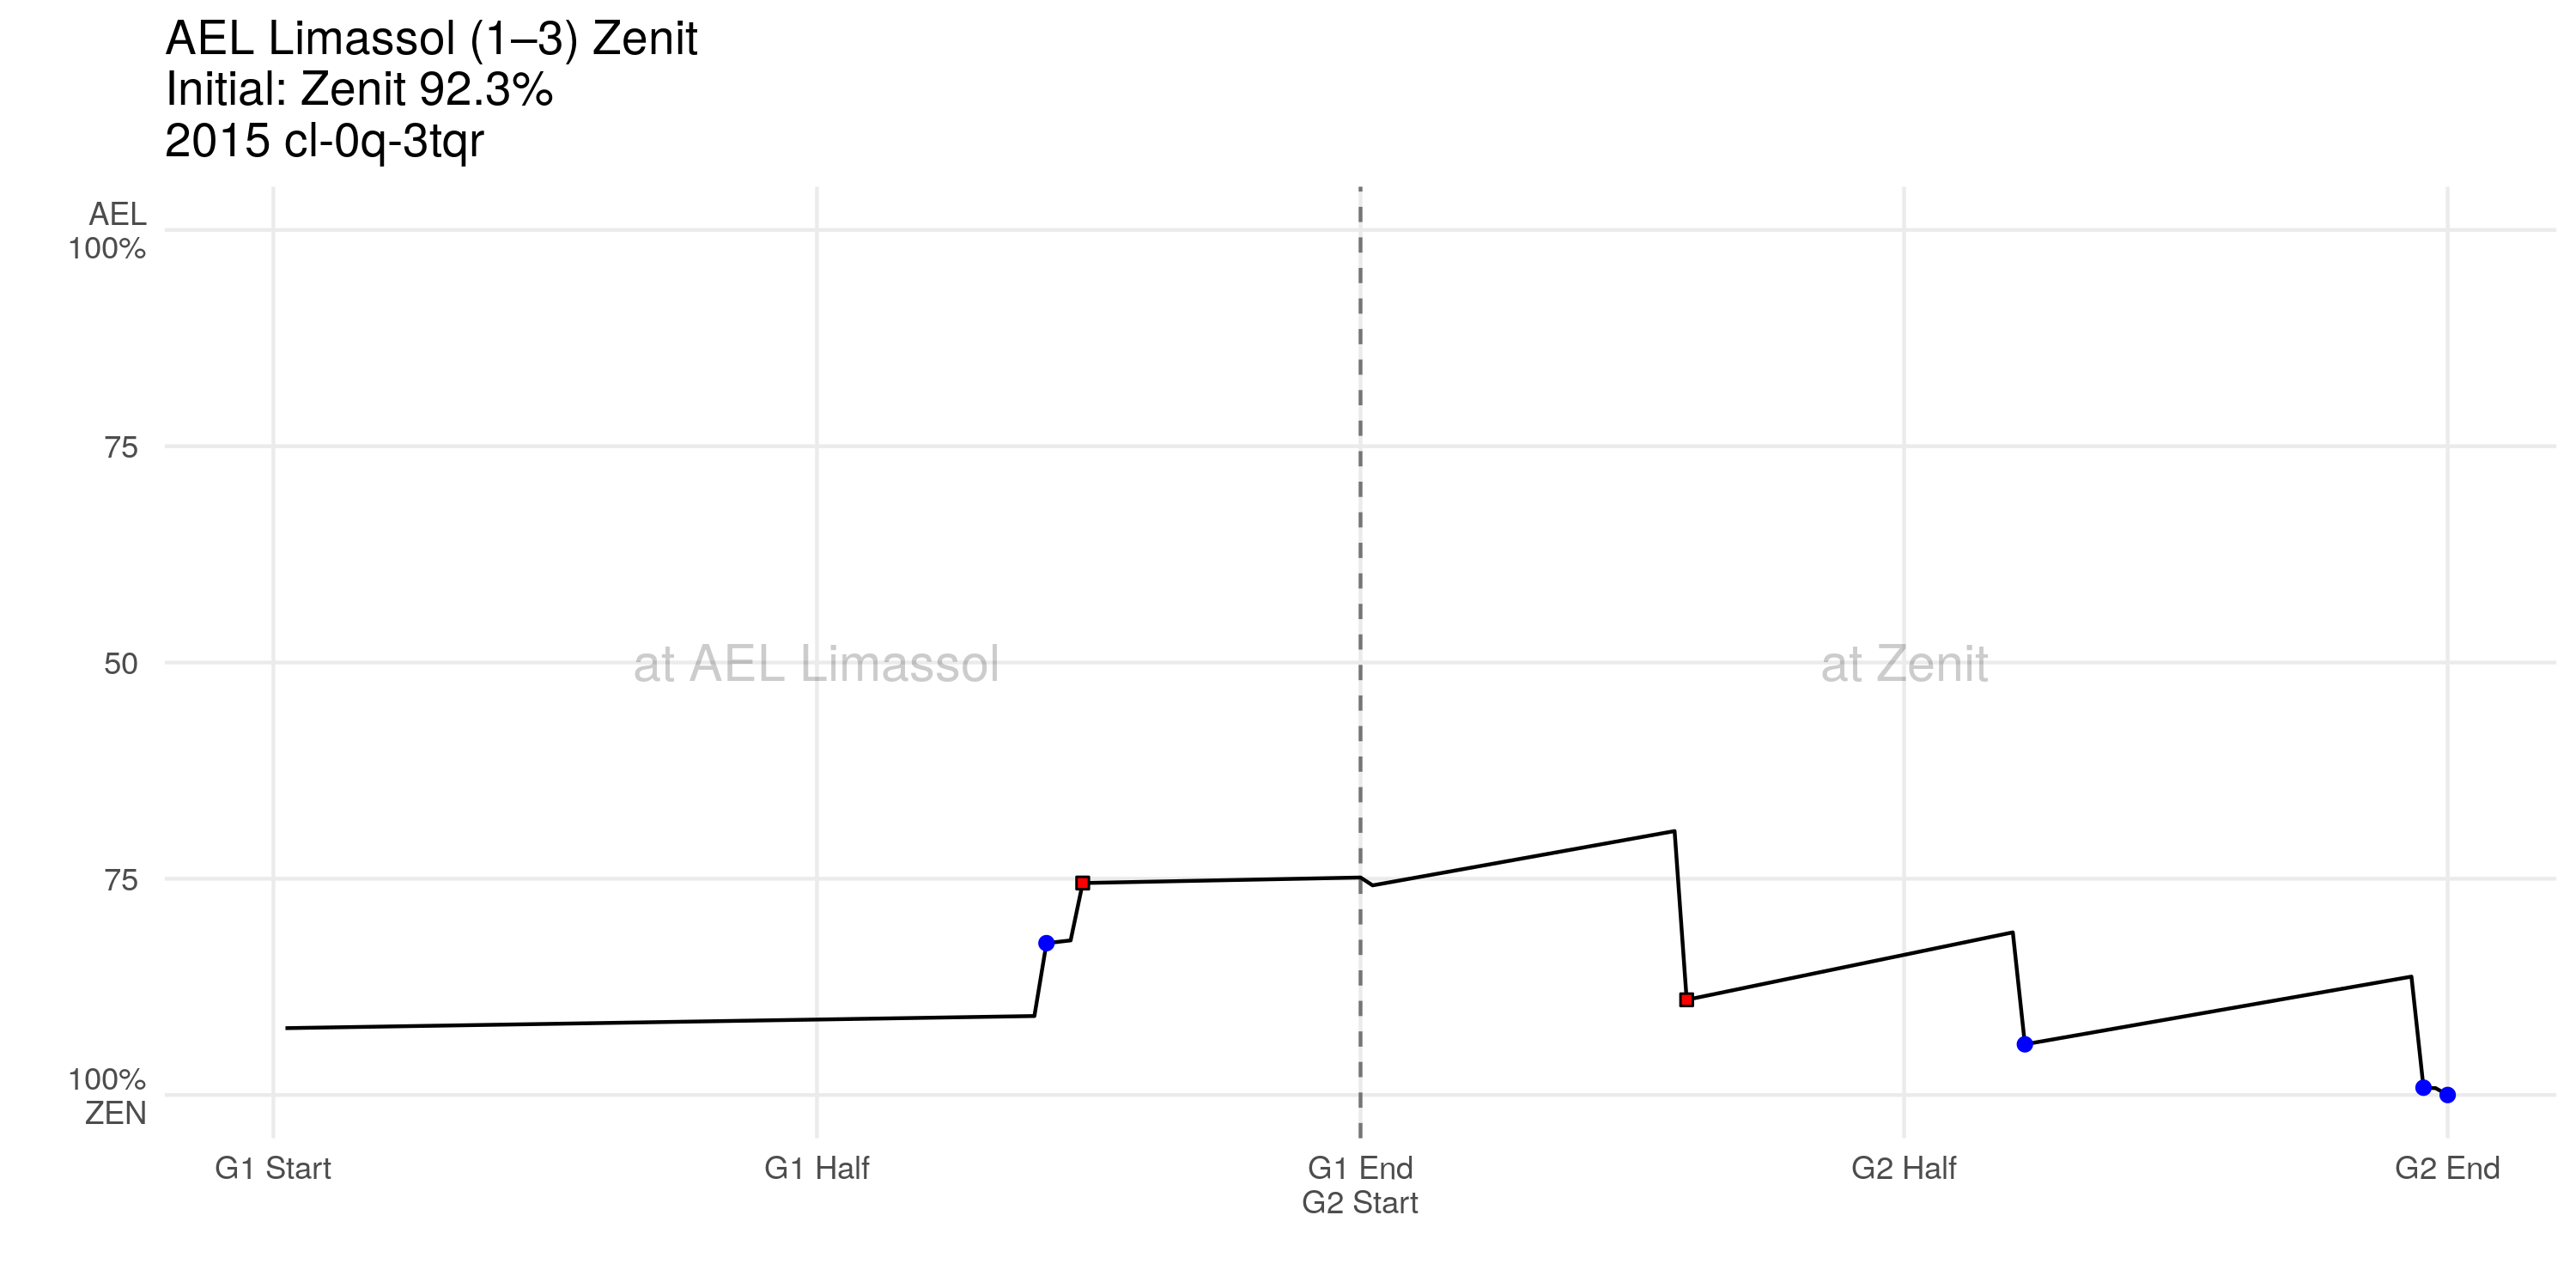 AEL Limassol (1–3) Zenit
Initial: Zenit 92.3%
2015 cl-0q-3tqr
AEL
100%
75
50
75
100%
ZEN
at AEL Limassol
at Zenit
G1 Start
G1 Half
G1 End
G2 Start
G2 Half
G2 End